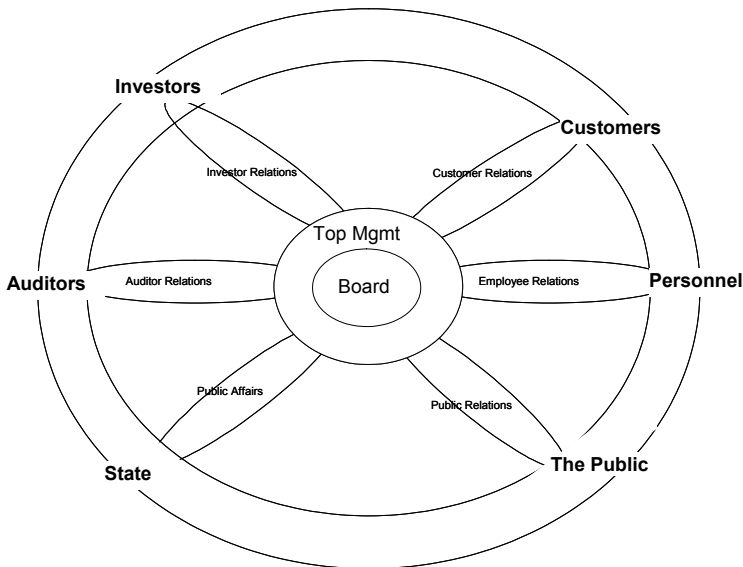 Investors
Customers
Investor Relations
Customer Relations
Top Mgmt
Auditors
Auditor Relations
Board
Employee Relations
Personnel
Public Affairs
Public Relations
State
The Public